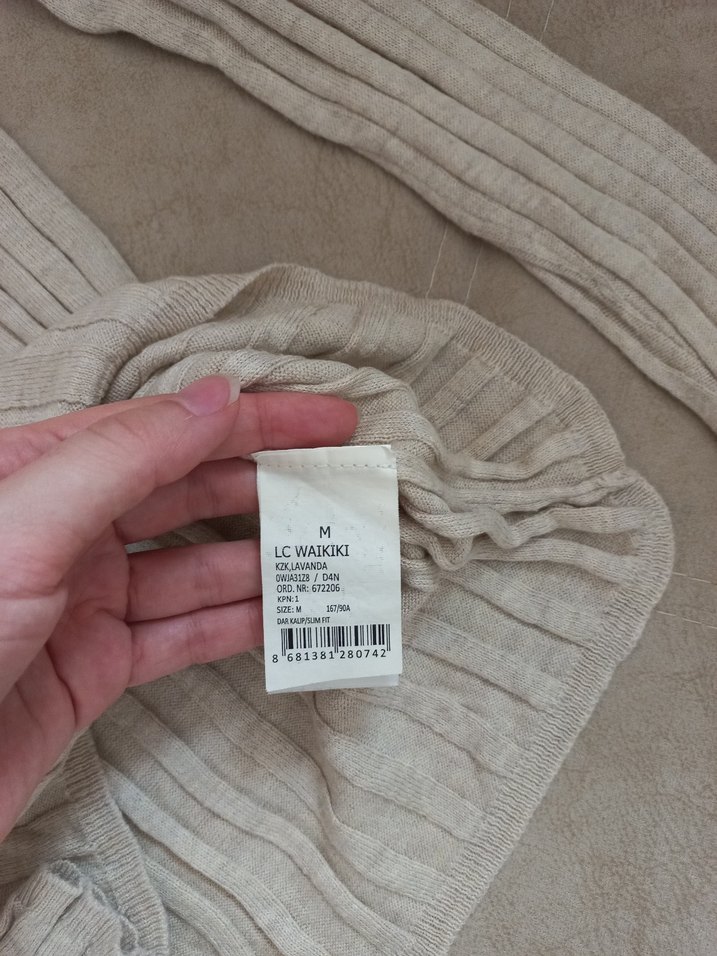 M
LC WAIKIKI
KZK,LAVANDA
0WJA31Z8 / D4N
ORD. NR: 672206
KPN:1
SIZE: M 167/90A
DAR KALIP/SLIM FIT
8 681381 280742